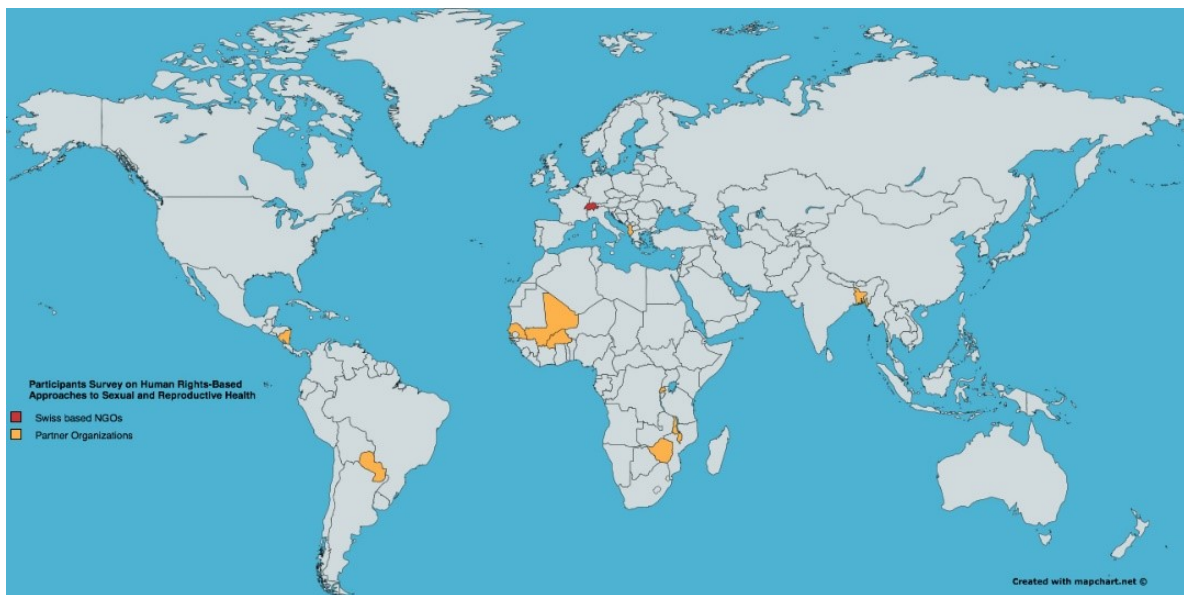 Participants Survey on Human Rights-Based
Approaches to Sexual and Reproductive Health
Swiss based NGOs
Partner Organizations
Created with mapchart.net ©